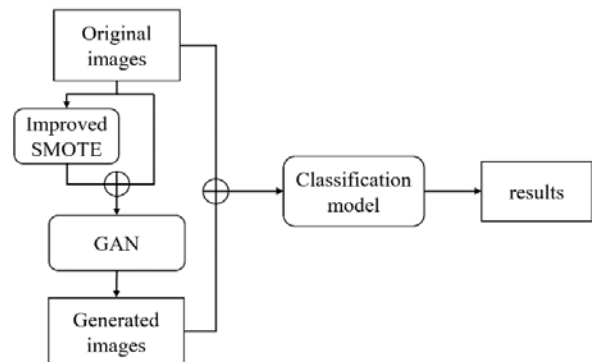 Original
images
Improved
SMOTE
GAN
Generated
images
Classification
model
results